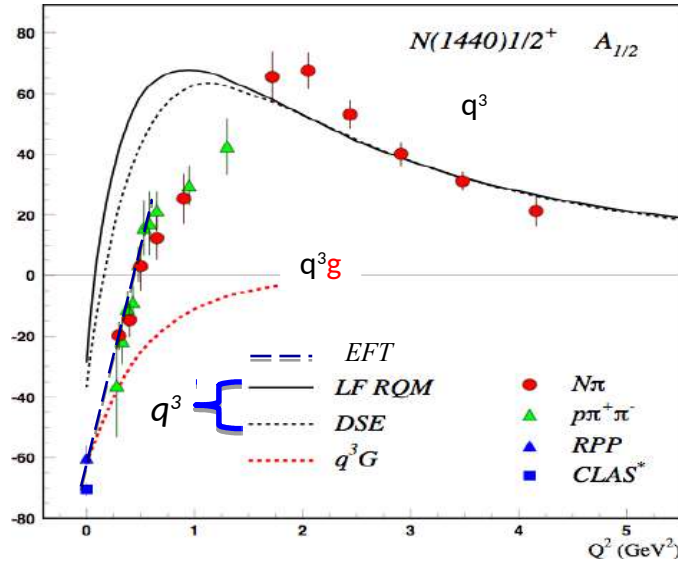 N(1440)1/2+ A1/2
q³
q³g
EFT
LF RQM
q³
DSE
q³G
Nπ
pπ⁺π⁻
RPP
CLAS*
80
60
40
20
0
-20
-40
-60
-80
0 1 2 3 4 5
Q² (GeV²)